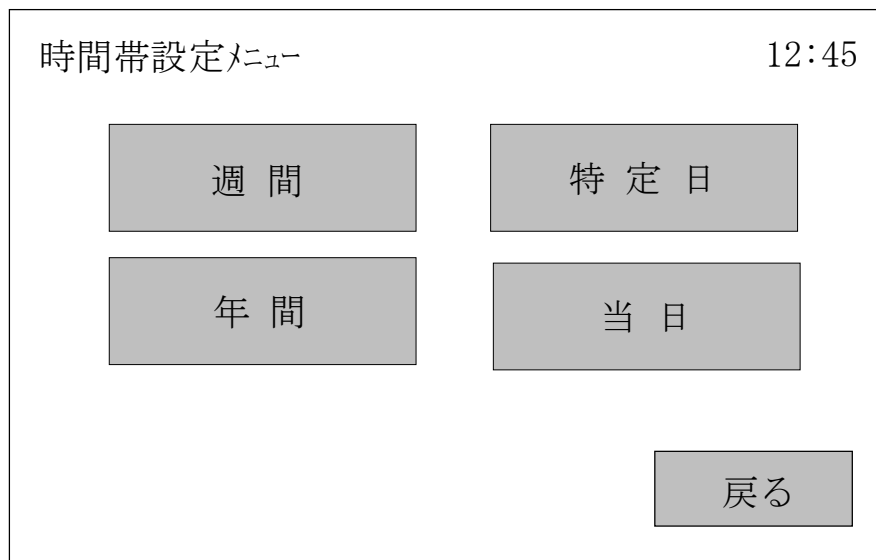 時間帯設定ﾒﾆｭｰ 12:45
週 間 特 定 日
年 間 当 日
戻る